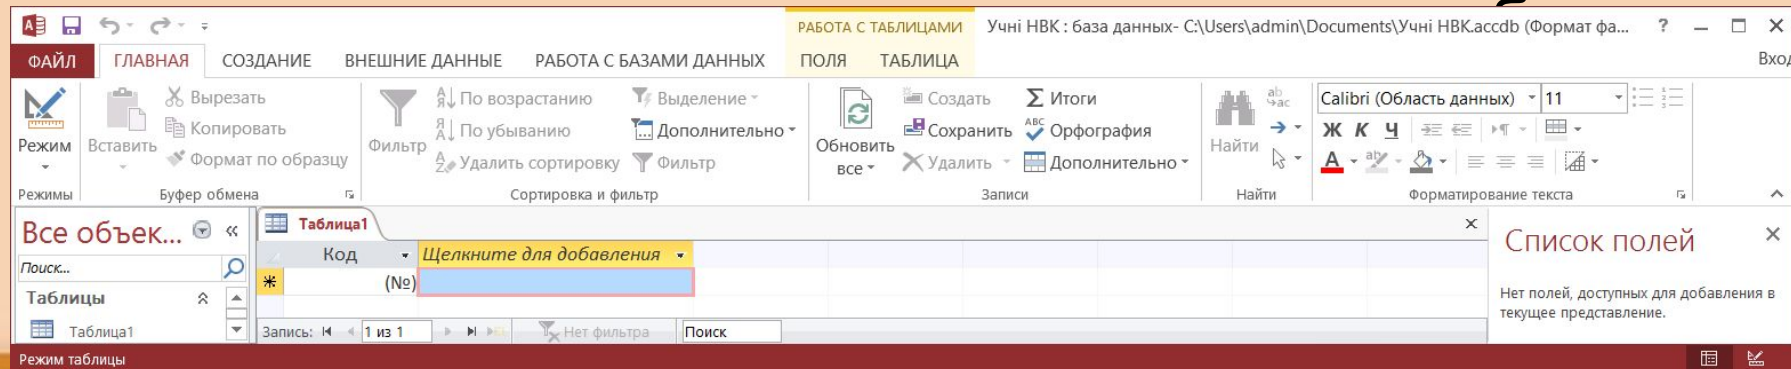 РАБОТА С ТАБЛИЦАМИ Учні НВК : база данных- C:\Users\admin\Documents\Учні НВК.accdb (Формат фа... ?
ФАЙЛ ГЛАВНАЯ СОЗДАНИЕ ВНЕШНИЕ ДАННЫЕ РАБОТА С БАЗАМИ ДАННЫХ ПОЛЯ ТАБЛИЦА Вход
Вырезать По возрастанию Выделение Создать Σ Итоги Calibri (Область данных) 11
Копировать По убыванию Дополнительно Сохранить Орфография Ж К Ч
Режим Вставить Формат по образцу Фильтр Удалить сортировку Фильтр Обновить все Удалить Дополнительно Найти А
Режимы Буфер обмена Сортировка и фильтр Записи Найти Форматирование текста
Все объек... « Таблица1 Список полей
Код Щелкните для добавления
Поиск... (№)
Таблицы Нет полей, доступных для добавления в
Таблица1 текущее представление.
Запись: 1 из 1 Нет фильтра Поиск
Режим таблицы